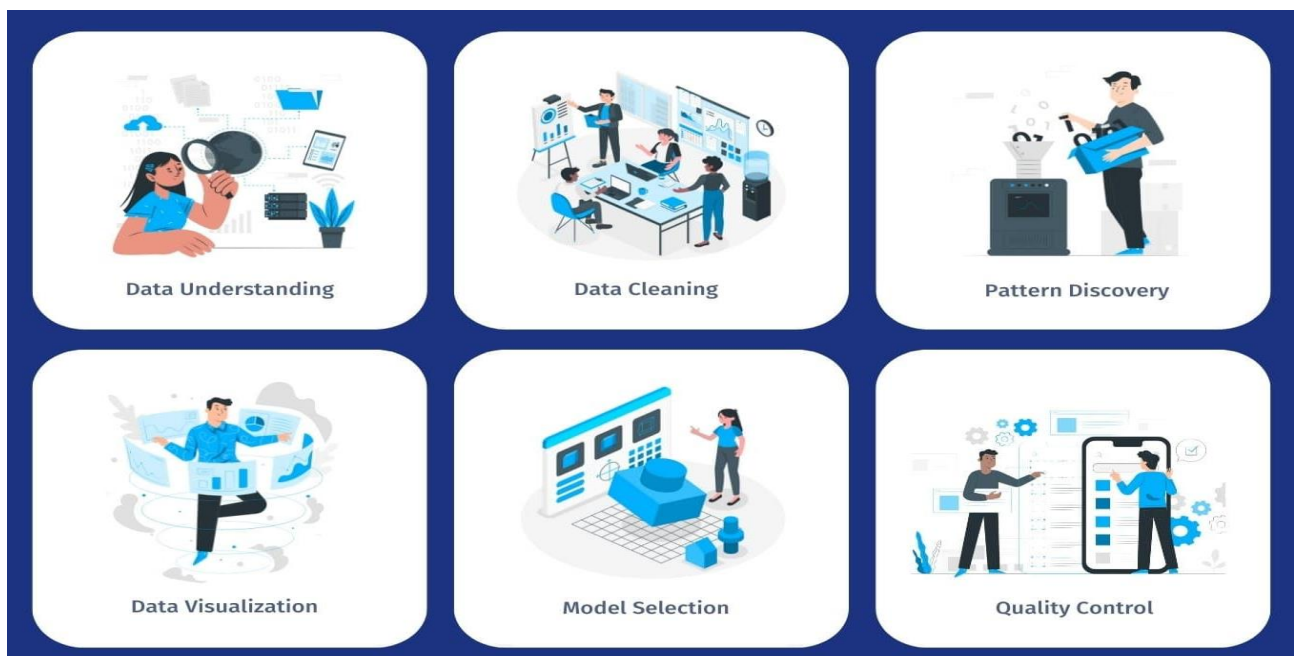 Data Understanding
Data Cleaning
Pattern Discovery
Data Visualization
Model Selection
Quality Control